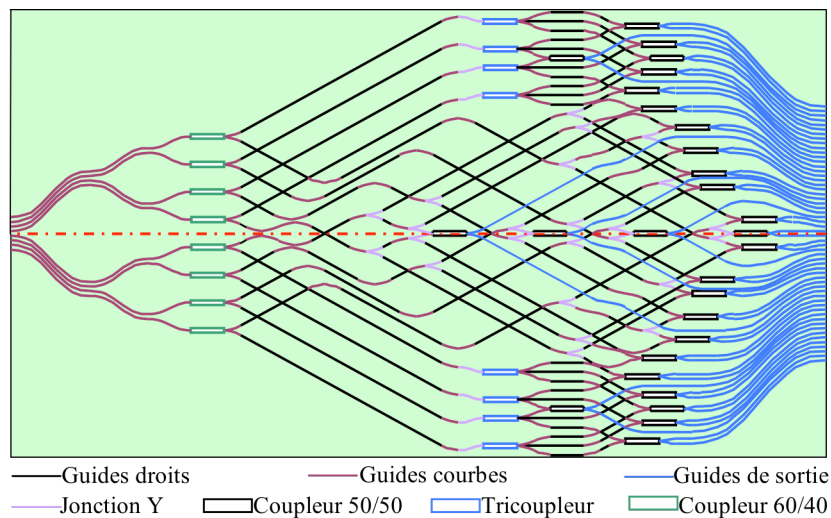 Guides droits Guides courbes Guides de sortie
Jonction Y Coupleur 50/50 Tricoupleur Coupleur 60/40